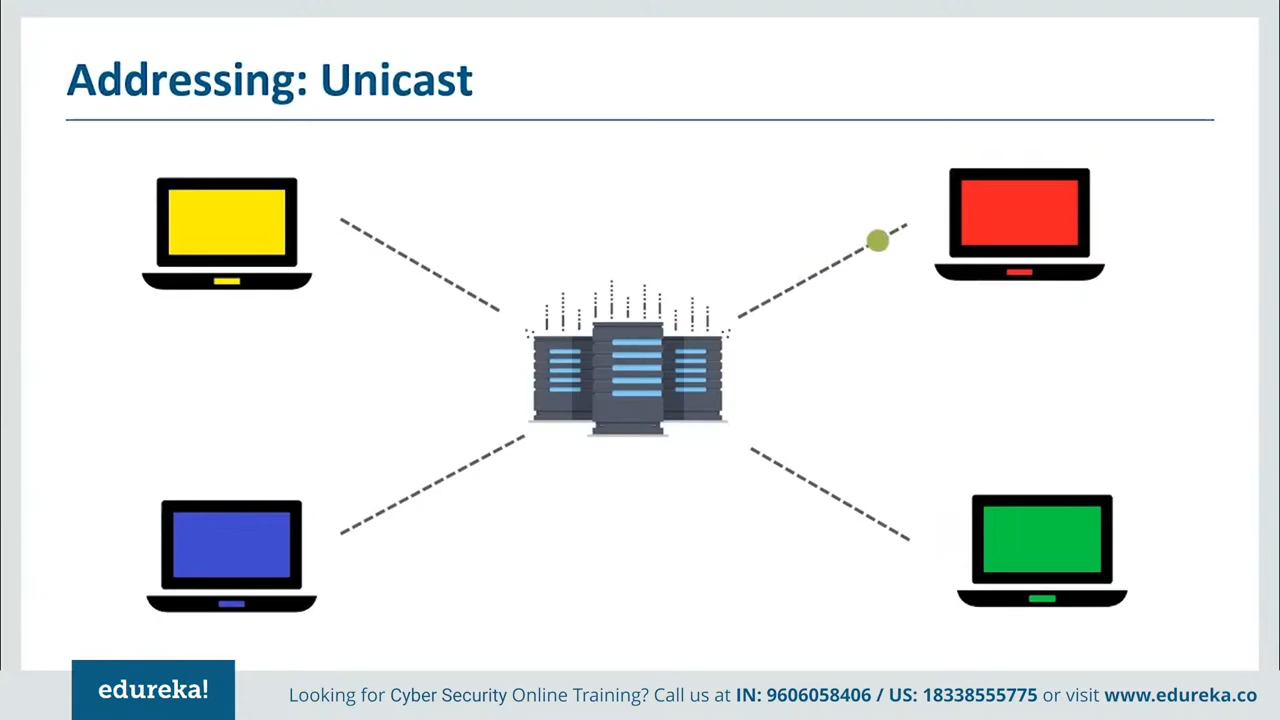 Addressing: Unicast
edureka!
Looking for Cyber Security Online Training? Call us at IN: 9606058406 / US: 18338555775 or visit www.edureka.co